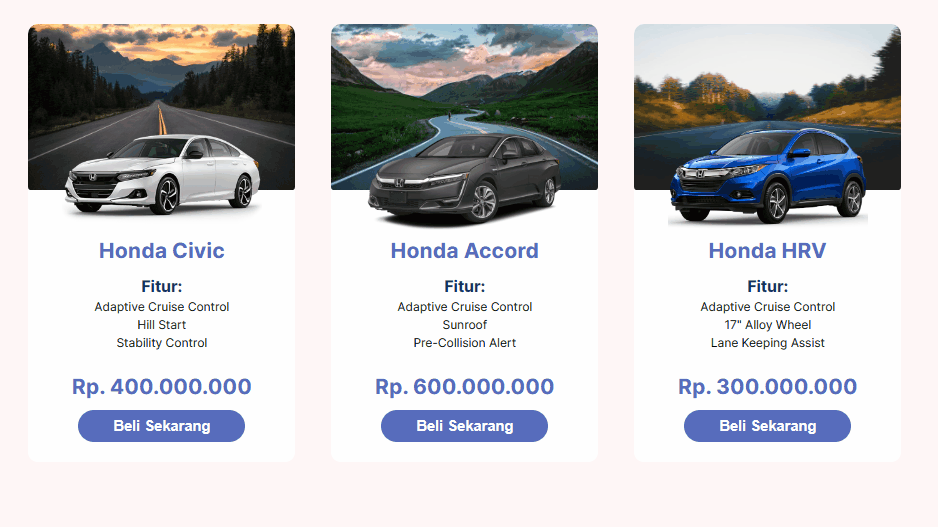 Honda Civic
Fitur:
Adaptive Cruise Control
Hill Start
Stability Control
Rp. 400.000.000
Beli Sekarang
Honda Accord
Fitur:
Adaptive Cruise Control
Sunroof
Pre-Collision Alert
Rp. 600.000.000
Beli Sekarang
Honda HRV
Fitur:
Adaptive Cruise Control
17" Alloy Wheel
Lane Keeping Assist
Rp. 300.000.000
Beli Sekarang